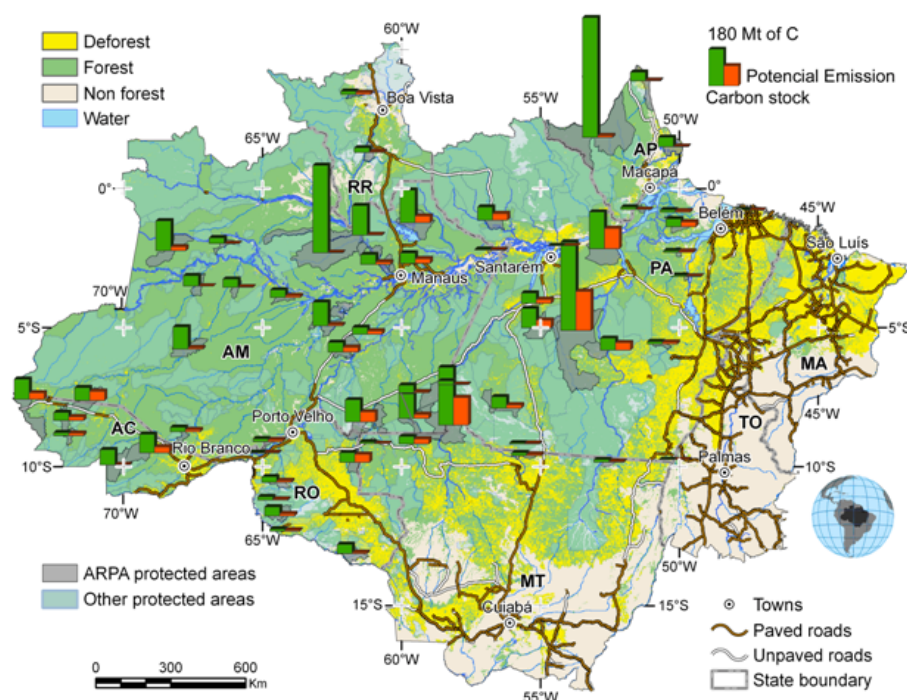 60°W
Deforest
Forest
Non forest
Water
180 Mt of C
Potencial Emission
Carbon stock
Boa Vista
55°W
65°W
50°W
AP
Macapá
0°
RR
0°
Belém
45°W
São Luís
Santarém
PA
Manaus
70°W
5°S
5°S
AM
MA
AC
Porto Velho
45°W
TO
Rio Branco
Palmas
10°S
10°S
70°W
RO
65°W
50°W
ARPA protected areas
Other protected areas
MT
15°S
15°S
Cuiabá
Towns
Paved roads
Unpaved roads
State boundary
60°W
0 300 600
Km
55°W